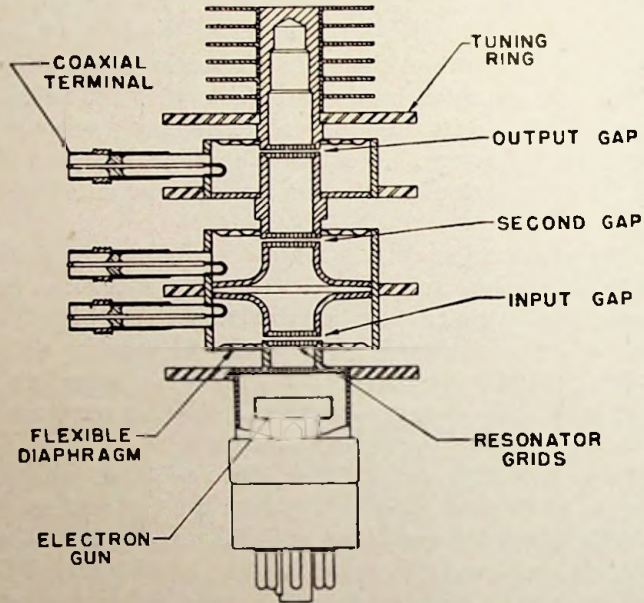 COAXIAL
TERMINAL
TUNING
RING
OUTPUT GAP
SECOND GAP
INPUT GAP
FLEXIBLE
DIAPHRAGM
RESONATOR
GRIDS
ELECTRON
GUN